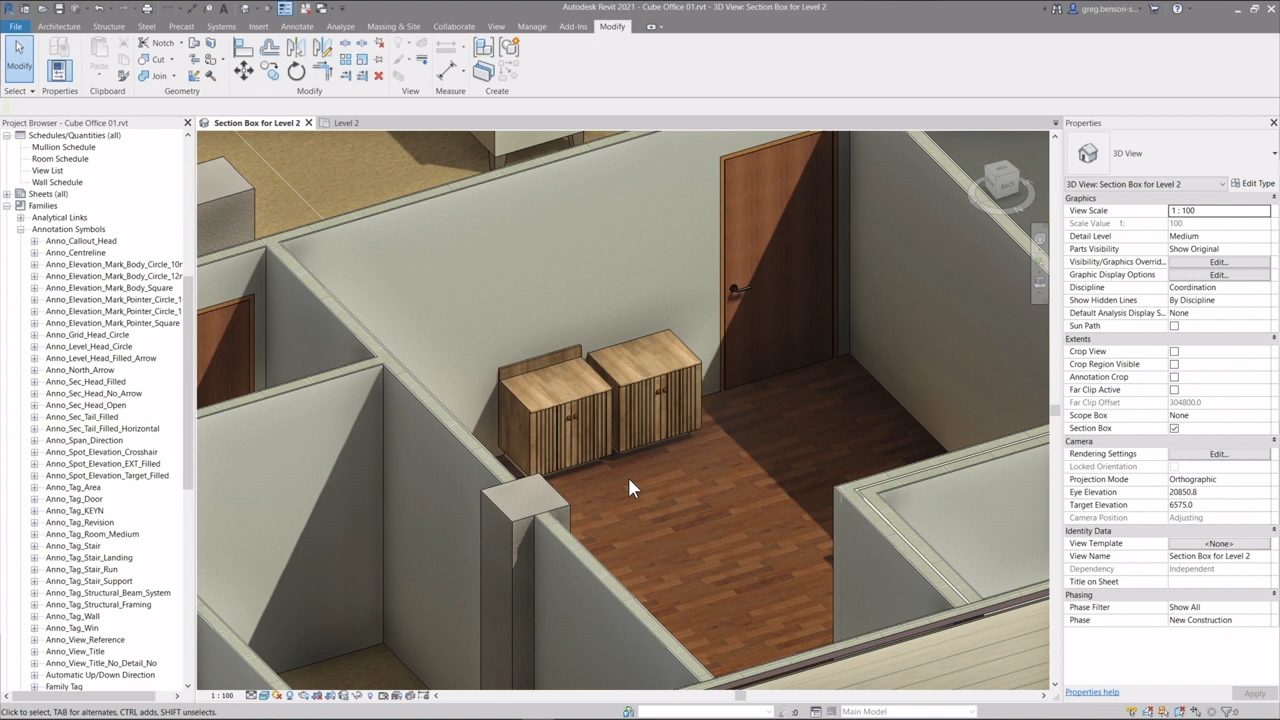 Autodesk Revit 2021 - Cube Office 01.rvt - 3D View: Section Box for Level 2
greg.benson-s...
File
Architecture
Structure
Steel
Precast
Systems
Insert
Annotate
Analyze
Massing & Site
Collaborate
View
Manage
Add-Ins
Modify
Modify
Paste
Notch
Cut
Join
Select
Properties
Clipboard
Geometry
Modify
View
Measure
Create
Project Browser - Cube Office 01.rvt
Schedules/Quantities (all)
Mullion Schedule
Room Schedule
View List
Wall Schedule
Sheets (all)
Families
Analytical Links
Annotation Symbols
Anno_Callout_Head
Anno_Centreline
Anno_Elevation_Mark_Body_Circle_10r
Anno_Elevation_Mark_Body_Circle_12r
Anno_Elevation_Mark_Body_Square
Anno_Elevation_Mark_Pointer_Circle_1
Anno_Elevation_Mark_Pointer_Circle_1
Anno_Elevation_Mark_Pointer_Square
Anno_Grid_Head_Circle
Anno_Level_Head_Circle
Anno_Level_Head_Filled_Arrow
Anno_North_Arrow
Anno_Sec_Head_Filled
Anno_Sec_Head_No_Arrow
Anno_Sec_Head_Open
Anno_Sec_Tail_Filled
Anno_Sec_Tail_Filled_Horizontal
Anno_Span_Direction
Anno_Spot_Elevation_Crosshair
Anno_Spot_Elevation_EXT_Filled
Anno_Spot_Elevation_Target_Filled
Anno_Tag_Area
Anno_Tag_Door
Anno_Tag_KEYN
Anno_Tag_Revision
Anno_Tag_Room_Medium
Anno_Tag_Stair
Anno_Tag_Stair_Landing
Anno_Tag_Stair_Run
Anno_Tag_Stair_Support
Anno_Tag_Structural_Beam_System
Anno_Tag_Structural_Framing
Anno_Tag_Wall
Anno_Tag_Win
Anno_View_Reference
Anno_View_Title
Anno_View_Title_No_Detail_No
Automatic Up/Down Direction
Family Tag
Section Box for Level 2
Level 2
BACK
1 : 100
Properties
3D View
3D View: Section Box for Level 2
Edit Type
Graphics
View Scale 1 : 100
Scale Value 1: 100
Detail Level Medium
Parts Visibility Show Original
Visibility/Graphics Overrid... Edit...
Graphic Display Options Edit...
Discipline Coordination
Show Hidden Lines By Discipline
Default Analysis Display S... None
Sun Path
Extents
Crop View
Crop Region Visible
Annotation Crop
Far Clip Active
Far Clip Offset 304800.0
Scope Box None
Section Box
Camera
Rendering Settings Edit...
Locked Orientation
Projection Mode Orthographic
Eye Elevation 20850.8
Target Elevation 6575.0
Camera Position Adjusting
Identity Data
View Template <None>
View Name Section Box for Level 2
Dependency Independent
Title on Sheet
Phasing
Phase Filter Show All
Phase New Construction
Properties help
Apply
Click to select, TAB for alternates, CTRL adds, SHIFT unselects.
:0
Main Model
:0